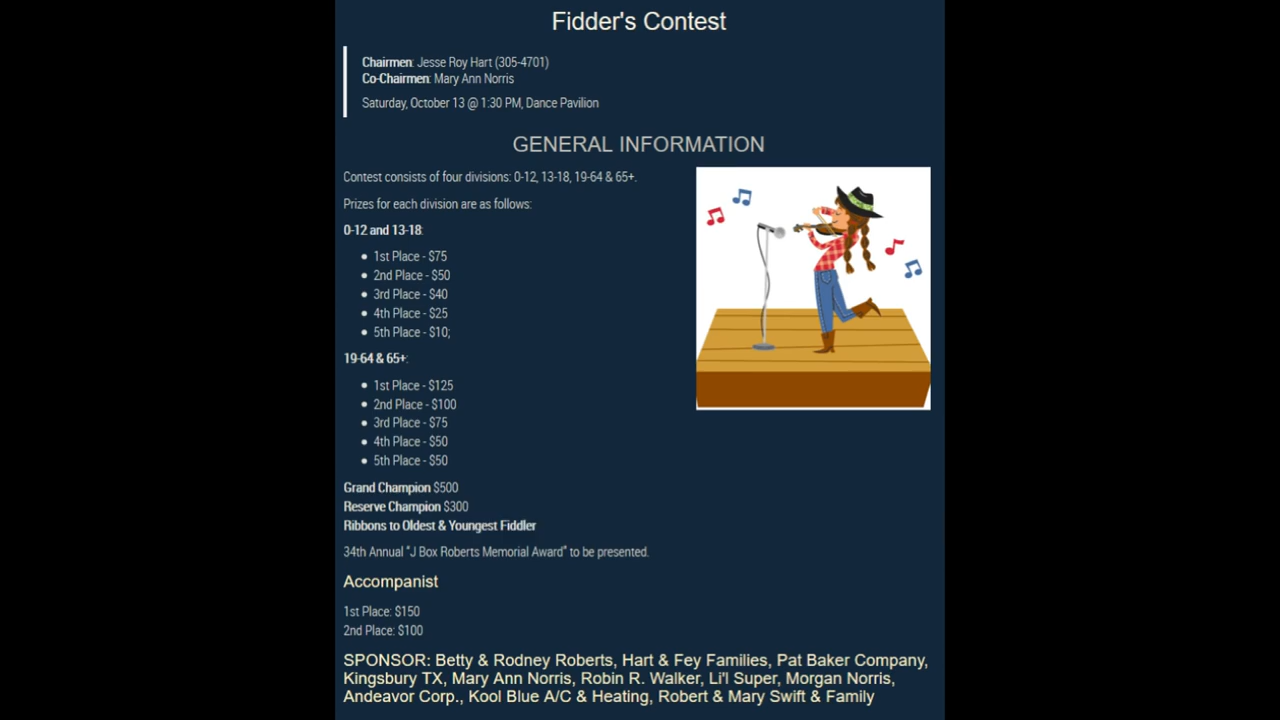 Fidder's Contest
Chairmen: Jesse Roy Hart (305-4701)
Co-Chairmen: Mary Ann Norris
Saturday, October 13 @ 1:30 PM, Dance Pavilion
GENERAL INFORMATION
Contest consists of four divisions: 0-12, 13-18, 19-64 & 65+.
Prizes for each division are as follows:
0-12 and 13-18:
• 1st Place - $75
• 2nd Place - $50
• 3rd Place - $40
• 4th Place - $25
• 5th Place - $10;
19-64 & 65+:
• 1st Place - $125
• 2nd Place - $100
• 3rd Place - $75
• 4th Place - $50
• 5th Place - $50
Grand Champion $500
Reserve Champion $300
Ribbons to Oldest & Youngest Fiddler
34th Annual "J Box Roberts Memorial Award" to be presented.
Accompanist
1st Place: $150
2nd Place: $100
SPONSOR: Betty & Rodney Roberts, Hart & Fey Families, Pat Baker Company,
Kingsbury TX, Mary Ann Norris, Robin R. Walker, Li'l Super, Morgan Norris,
Andeavor Corp., Kool Blue A/C & Heating, Robert & Mary Swift & Family